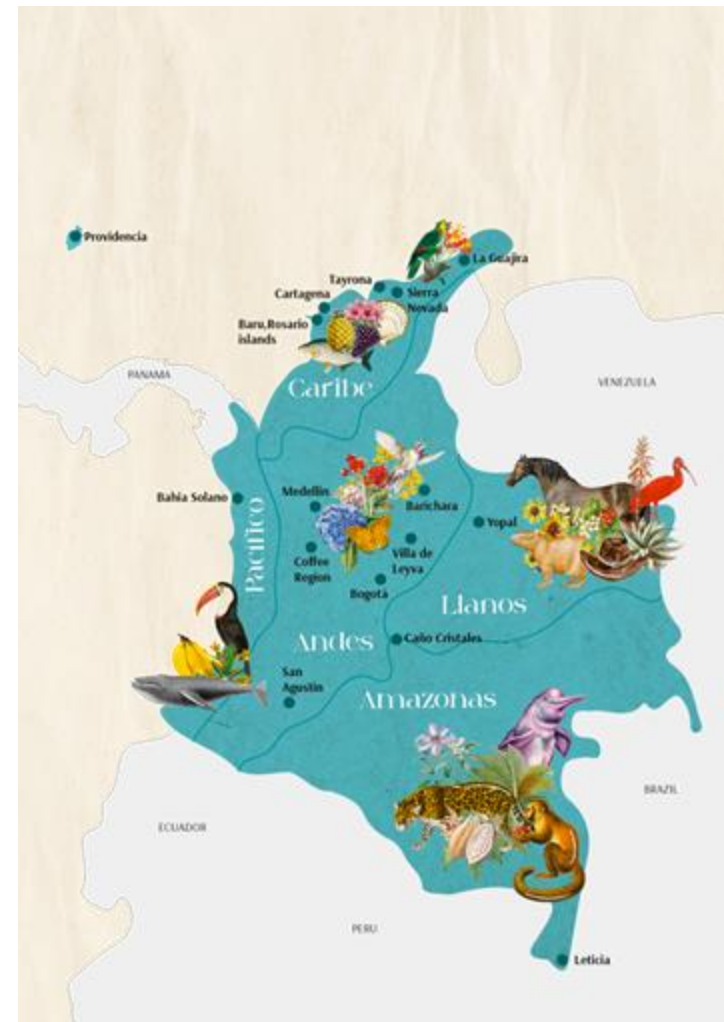 Providencia
La Guajira
Tayrona
Sierra
Nevada
Cartagena
Baru,Rosario
islands
PANAMA
VENEZUELA
Caribe
Bahia Solano
Medellin
Barichara
Yopal
Pacifico
Coffee
Region
Villa de
Leyva
Bogotá
Llanos
Andes
Caño Cristales
San
Agustin
Amazonas
BRAZIL
ECUADOR
PERU
Leticia